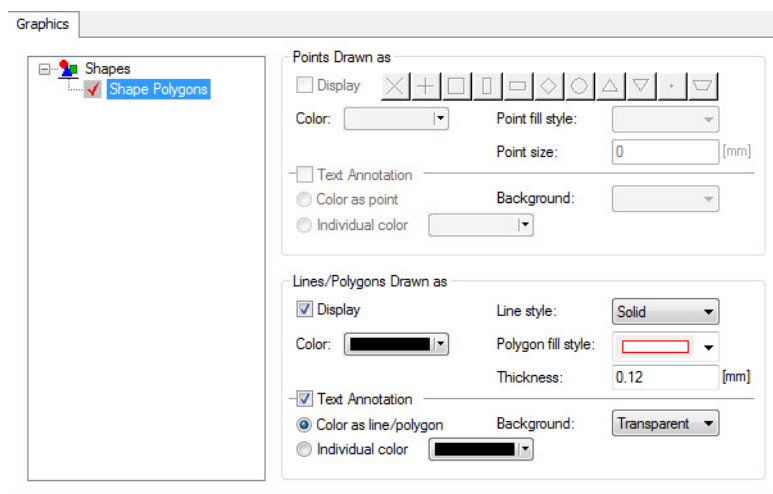 Graphics
Shapes
Shape Polygons
Points Drawn as
Display
Color:
Point fill style:
Point size: 0 [mm]
Text Annotation
Color as point
Background:
Individual color
Lines/Polygons Drawn as
Display
Line style: Solid
Color:
Polygon fill style:
Thickness: 0.12 [mm]
Text Annotation
Color as line/polygon
Background: Transparent
Individual color